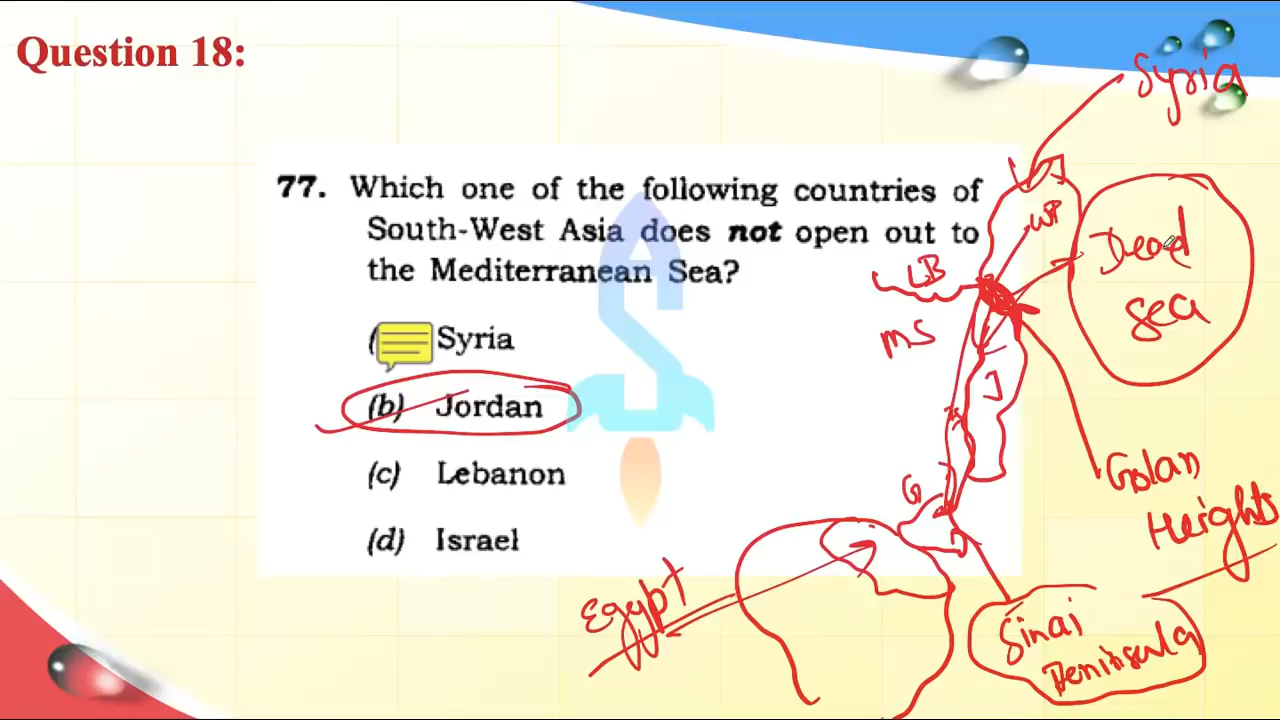 Question 18:
Syria
77. Which one of the following countries of
South-West Asia does not open out to
the Mediterranean Sea?
WP
Dead
Sea
LB
MS
( Syria
(b) Jordan
J
(c) Lebanon
G
Golan
Heights
(d) Israel
Egypt
Sinai
Peninsula